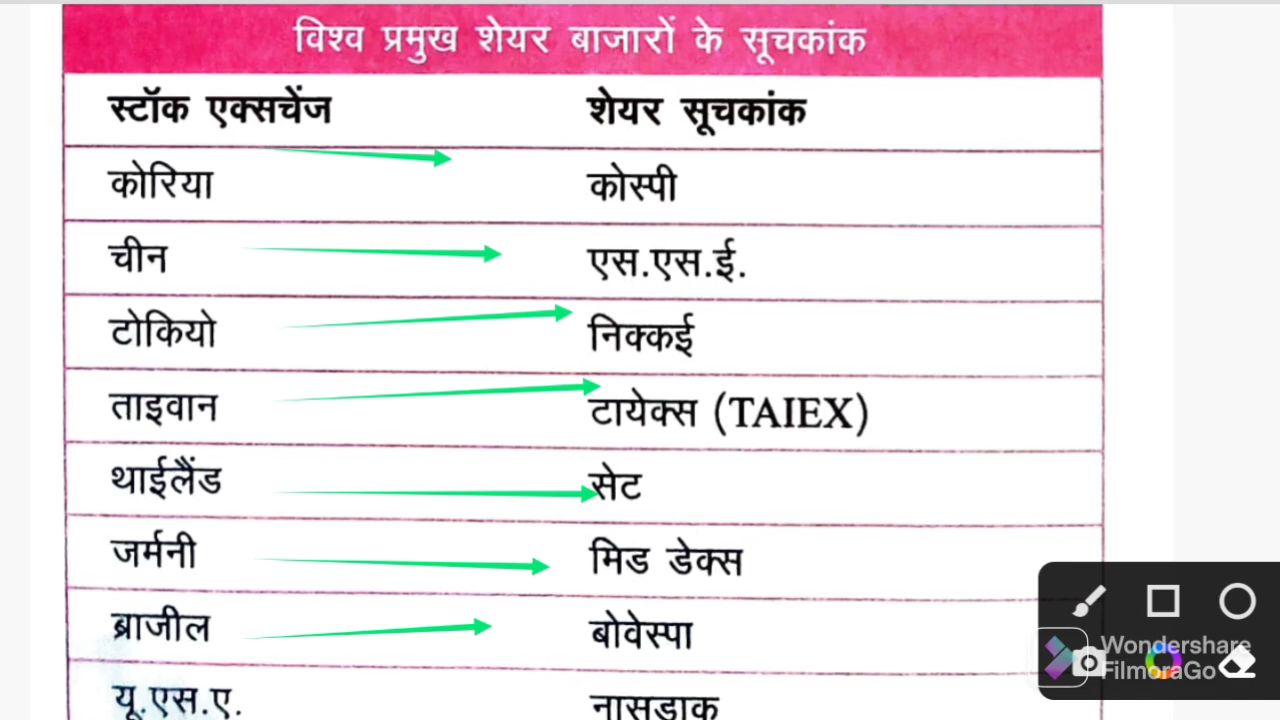 विश्व प्रमुख शेयर बाजारों के सूचकांक
स्टॉक एक्सचेंज शेयर सूचकांक
कोरिया कोस्पी
चीन एस.एस.ई.
टोकियो निक्कई
ताइवान टायेक्स (TAIEX)
थाईलैंड सेट
जर्मनी मिड डेक्स
ब्राजील बोवेस्पा
यू.एस.ए. नासडाक
Wondershare
FilmoraGo